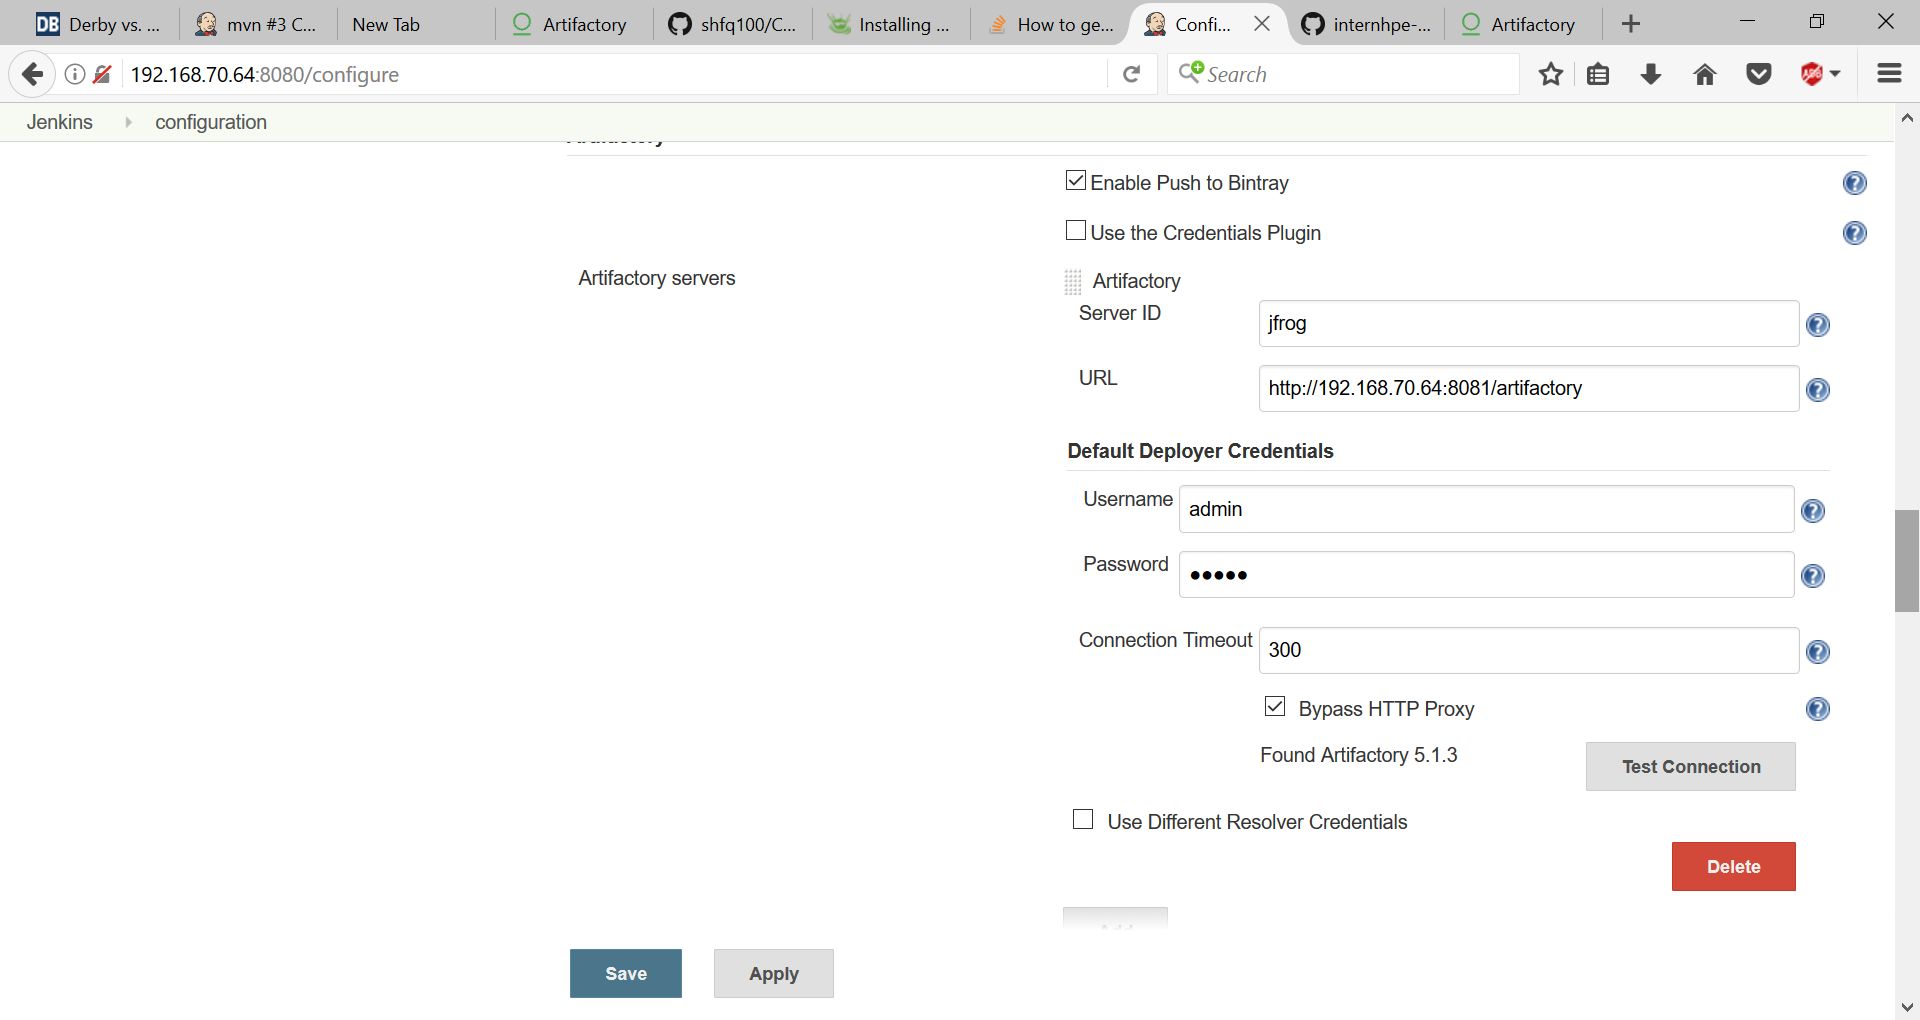 DB Derby vs. ...
mvn #3 C...
New Tab
Artifactory
shfq100/C...
Installing ...
How to ge...
Confi...
internhpe-...
Artifactory
192.168.70.64:8080/configure
Search
ABP
Jenkins configuration
Enable Push to Bintray
Use the Credentials Plugin
Artifactory servers
Artifactory
Server ID
jfrog
URL
http://192.168.70.64:8081/artifactory
Default Deployer Credentials
Username admin
Password •••••
Connection Timeout 300
Bypass HTTP Proxy
Found Artifactory 5.1.3
Test Connection
Use Different Resolver Credentials
Delete
Save Apply